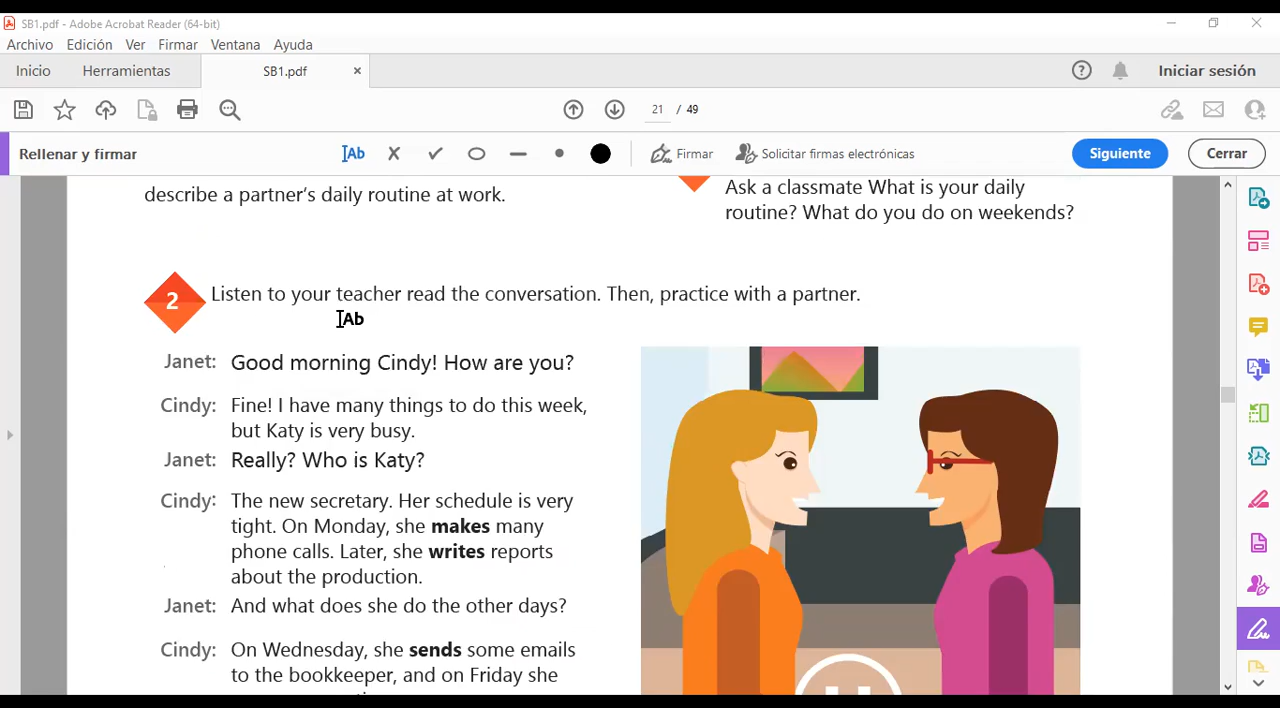 SB1.pdf - Adobe Acrobat Reader (64-bit)
Archivo Edición Ver Firmar Ventana Ayuda
Inicio Herramientas SB1.pdf × Iniciar sesión
21 / 49
Rellenar y firmar Ab Firmar Solicitar firmas electrónicas Siguiente Cerrar
describe a partner's daily routine at work.
Ask a classmate What is your daily
routine? What do you do on weekends?
2 Listen to your teacher read the conversation. Then, practice with a partner.
Ab
Janet: Good morning Cindy! How are you?
Cindy: Fine! I have many things to do this week,
but Katy is very busy.
Janet: Really? Who is Katy?
Cindy: The new secretary. Her schedule is very
tight. On Monday, she makes many
phone calls. Later, she writes reports
about the production.
Janet: And what does she do the other days?
Cindy: On Wednesday, she sends some emails
to the bookkeeper, and on Friday she